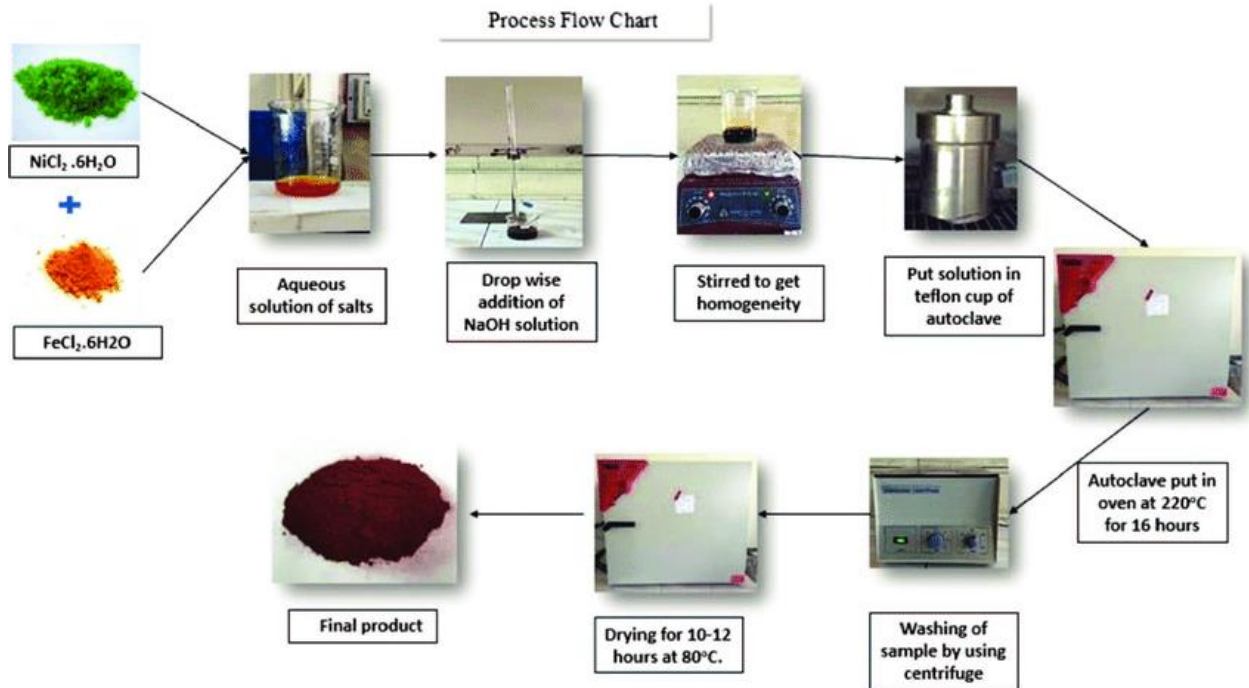 Process Flow Chart
NiCl₂ .6H₂O
+
FeCl₂.6H2O
Aqueous
solution of salts
Drop wise
addition of
NaOH solution
Stirred to get
homogeneity
Put solution in
teflon cup of
autoclave
Autoclave put in
oven at 220°C
for 16 hours
Washing of
sample by using
centrifuge
Drying for 10-12
hours at 80°C.
Final product